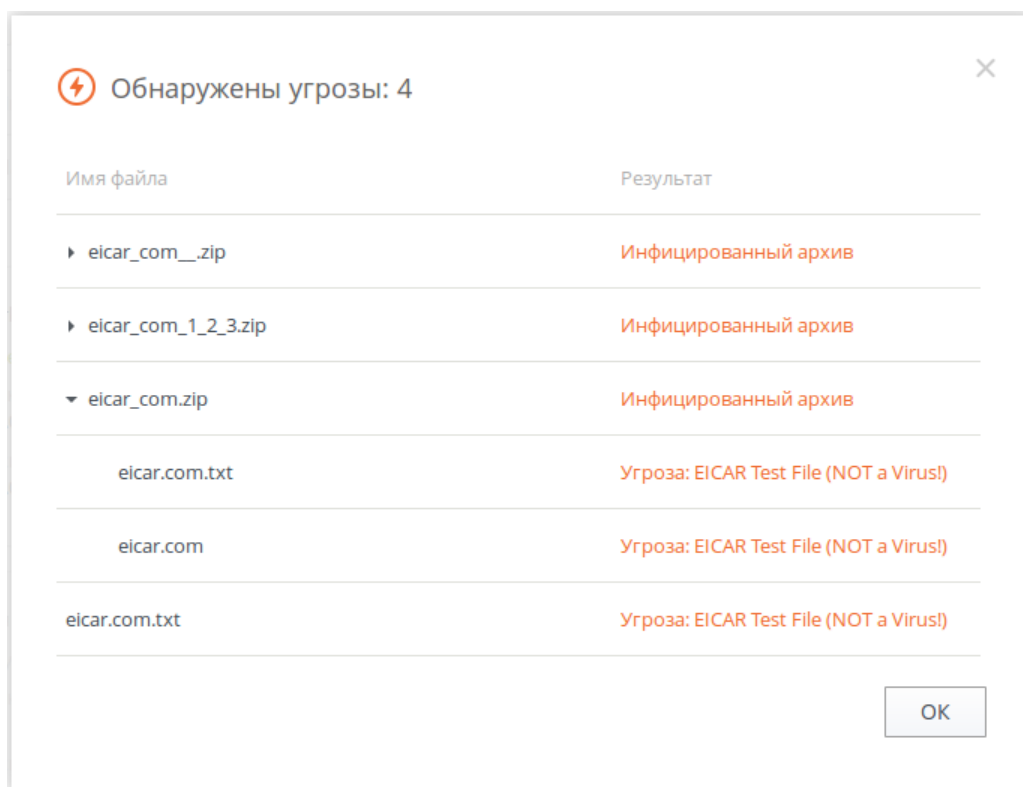 Обнаружены угрозы: 4
Имя файла Результат
eicar_com__.zip Инфицированный архив
eicar_com_1_2_3.zip Инфицированный архив
eicar_com.zip Инфицированный архив
eicar.com.txt Угроза: EICAR Test File (NOT a Virus!)
eicar.com Угроза: EICAR Test File (NOT a Virus!)
eicar.com.txt Угроза: EICAR Test File (NOT a Virus!)
ОК